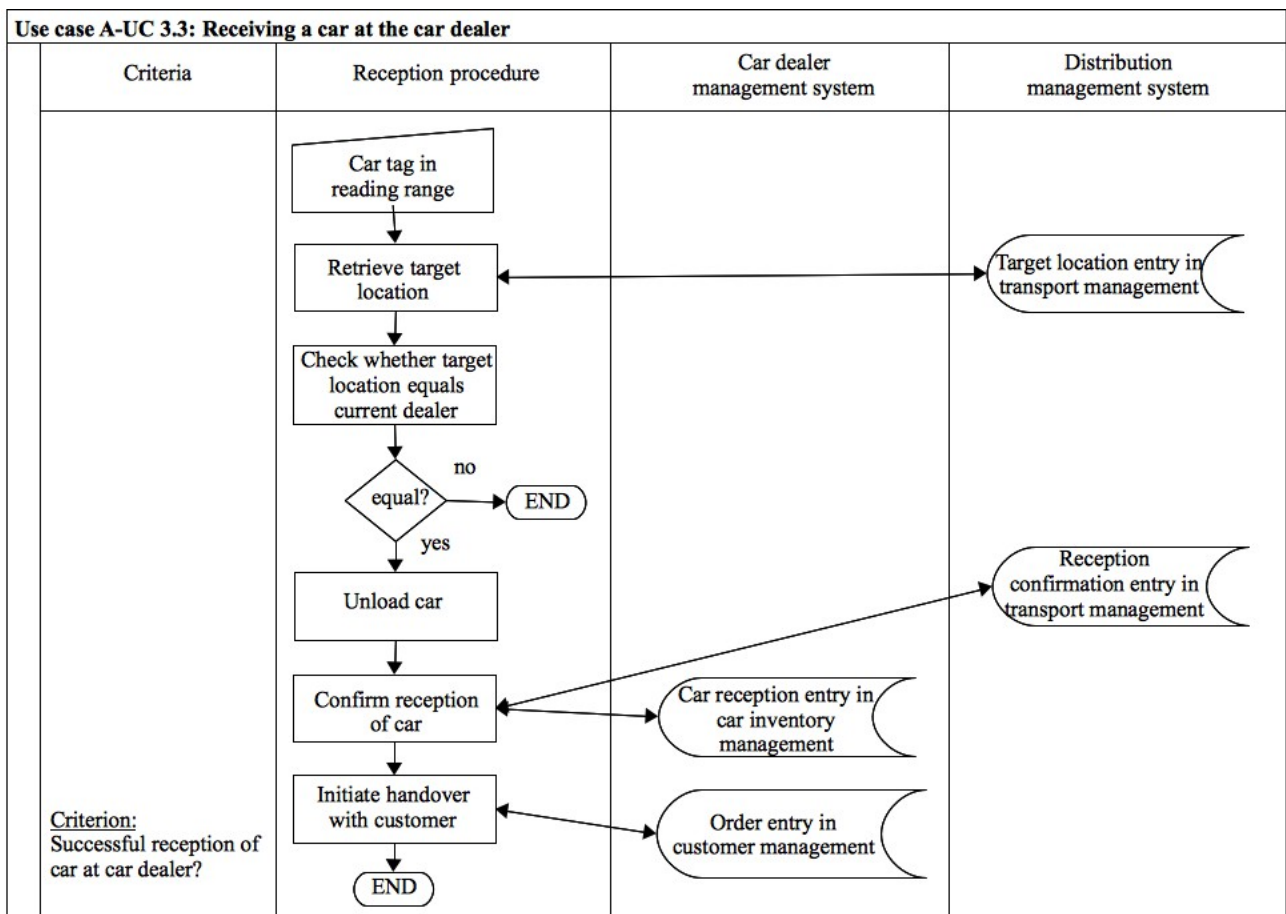 Use case A-UC 3.3: Receiving a car at the car dealer
Criteria
Reception procedure
Car dealer
management system
Distribution
management system
Car tag in
reading range
Retrieve target
location
Target location entry in
transport management
Check whether target
location equals
current dealer
equal?
no
END
yes
Unload car
Reception
confirmation entry in
transport management
Confirm reception
of car
Car reception entry in
car inventory
management
Initiate handover
with customer
Order entry in
customer management
Criterion:
Successful reception of
car at car dealer?
END